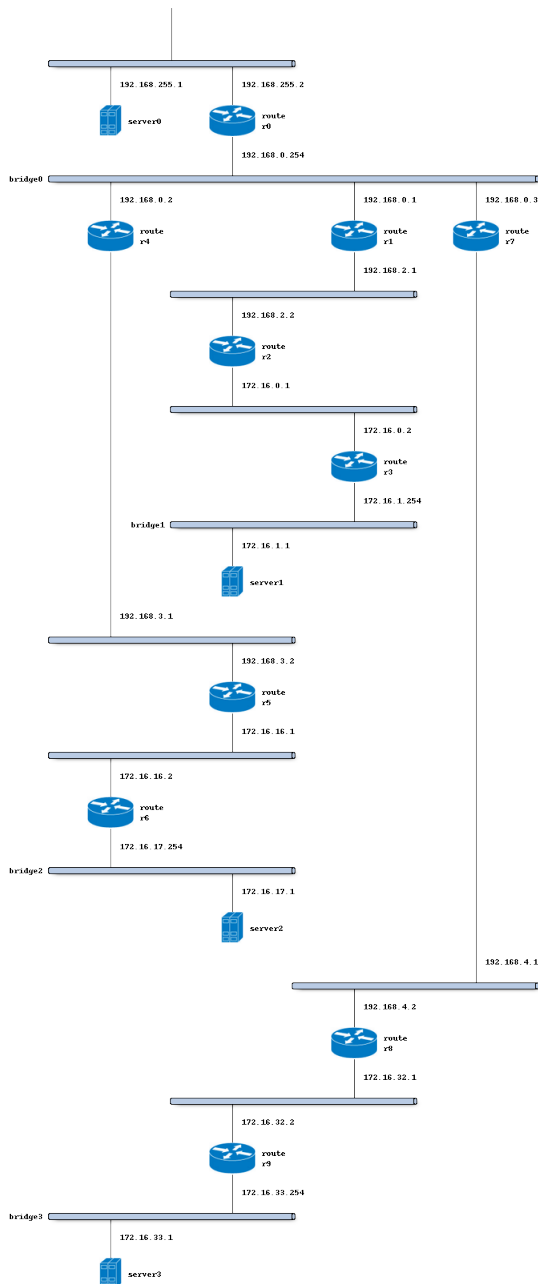 192.168.255.1
192.168.255.2
server0
route
r0
192.168.0.254
bridge0
192.168.0.2
192.168.0.1
192.168.0.3
route
r4
route
r1
route
r7
192.168.2.1
192.168.2.2
route
r2
172.16.0.1
172.16.0.2
route
r3
172.16.1.254
bridge1
172.16.1.1
server1
192.168.3.1
192.168.3.2
route
r5
172.16.16.1
172.16.16.2
route
r6
172.16.17.254
bridge2
172.16.17.1
server2
192.168.4.1
192.168.4.2
route
r8
172.16.32.1
172.16.32.2
route
r9
172.16.33.254
bridge3
172.16.33.1
server3